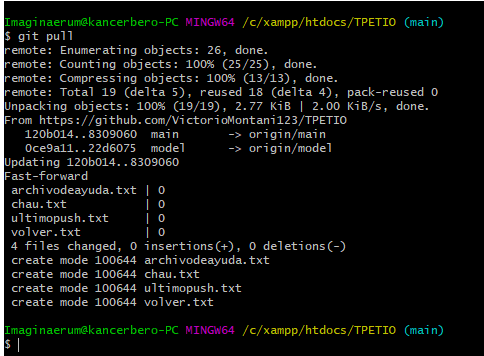 Imaginaerum@kancerbero-PC MINGW64 /c/xampp/htdocs/TPETIO (main)
$ git pull
remote: Enumerating objects: 26, done.
remote: Counting objects: 100% (25/25), done.
remote: Compressing objects: 100% (13/13), done.
remote: Total 19 (delta 5), reused 18 (delta 4), pack-reused 0
Unpacking objects: 100% (19/19), 2.77 KiB | 2.00 KiB/s, done.
From https://github.com/VictorioMontani123/TPETIO
   120b014..8309060  main       -> origin/main
   0ce9a11..22d6075  model      -> origin/model
Updating 120b014..8309060
Fast-forward
 archivodeayuda.txt | 0
 chau.txt           | 0
 ultimopush.txt     | 0
 volver.txt         | 0
 4 files changed, 0 insertions(+), 0 deletions(-)
 create mode 100644 archivodeayuda.txt
 create mode 100644 chau.txt
 create mode 100644 ultimopush.txt
 create mode 100644 volver.txt
Imaginaerum@kancerbero-PC MINGW64 /c/xampp/htdocs/TPETIO (main)
$